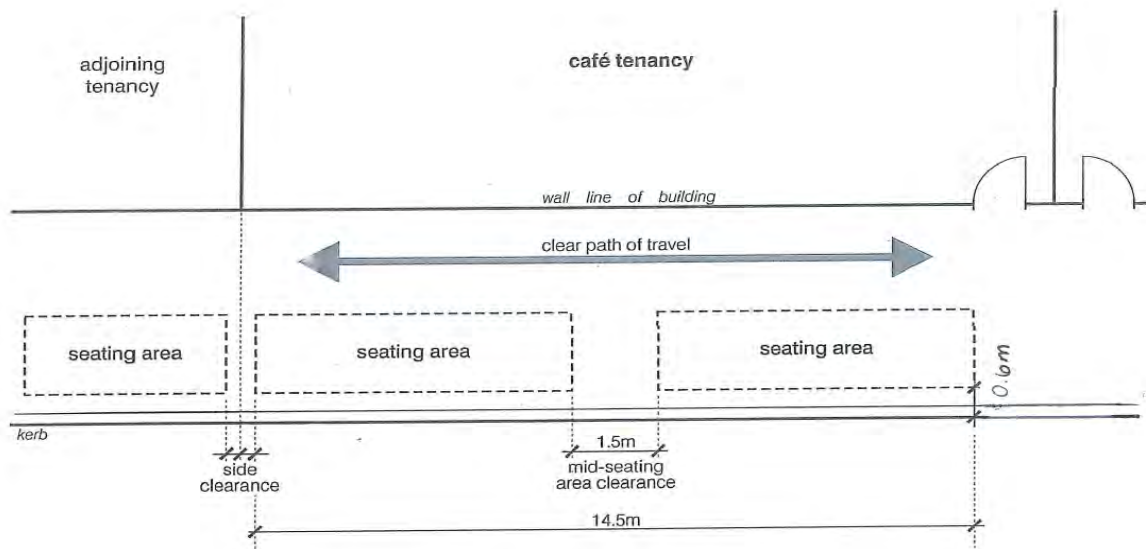 adjoining
tenancy
café tenancy
wall line of building
clear path of travel
seating area
seating area
seating area
0.6m
kerb
side
clearance
1.5m
mid-seating
area clearance
14.5m